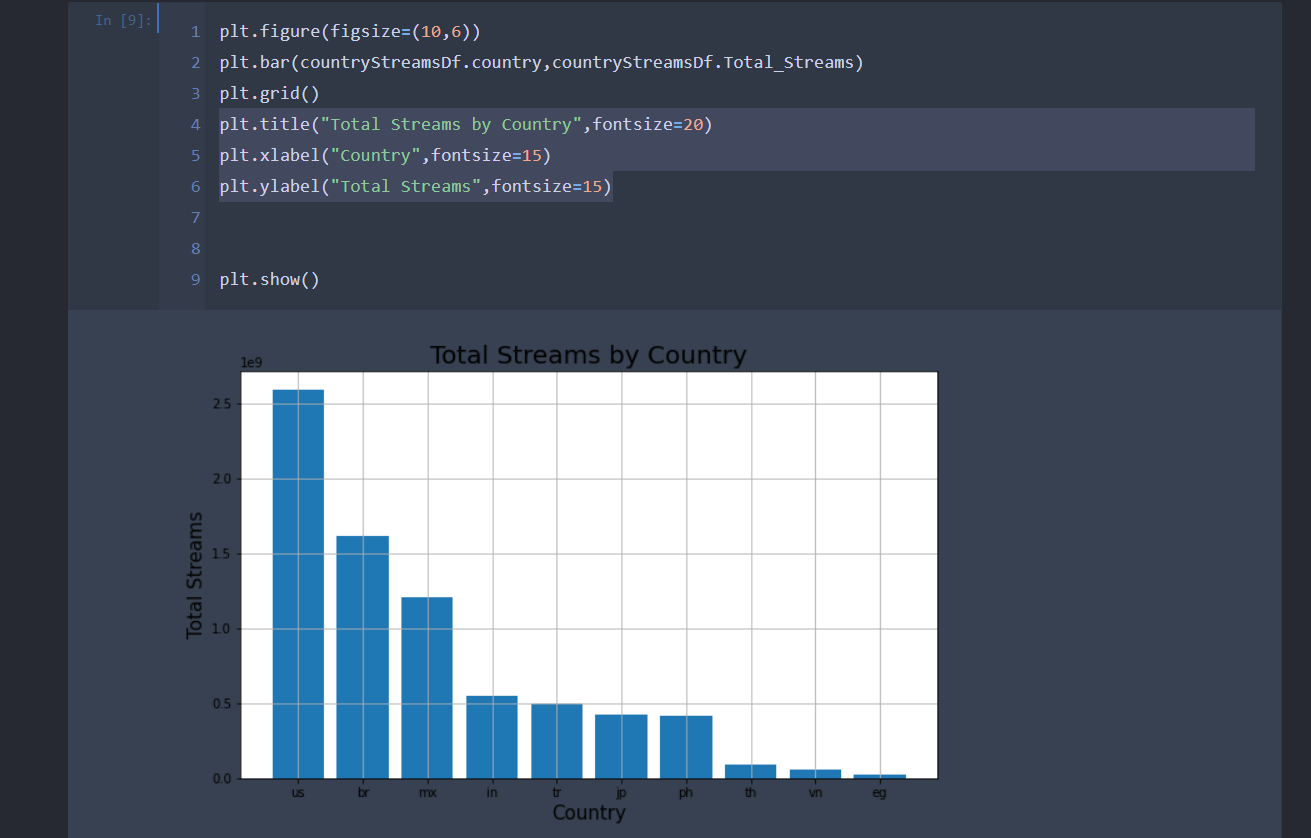 In [9]:
1 plt.figure(figsize=(10,6))
2 plt.bar(countryStreamsDf.country,countryStreamsDf.Total_Streams)
3 plt.grid()
4 plt.title("Total Streams by Country",fontsize=20)
5 plt.xlabel("Country",fontsize=15)
6 plt.ylabel("Total Streams",fontsize=15)
7
8
9 plt.show()
Total Streams by Country
1e9
2.5
2.0
1.5
1.0
0.5
0.0
Total Streams
us br mx in tr jp ph th vn eg
Country